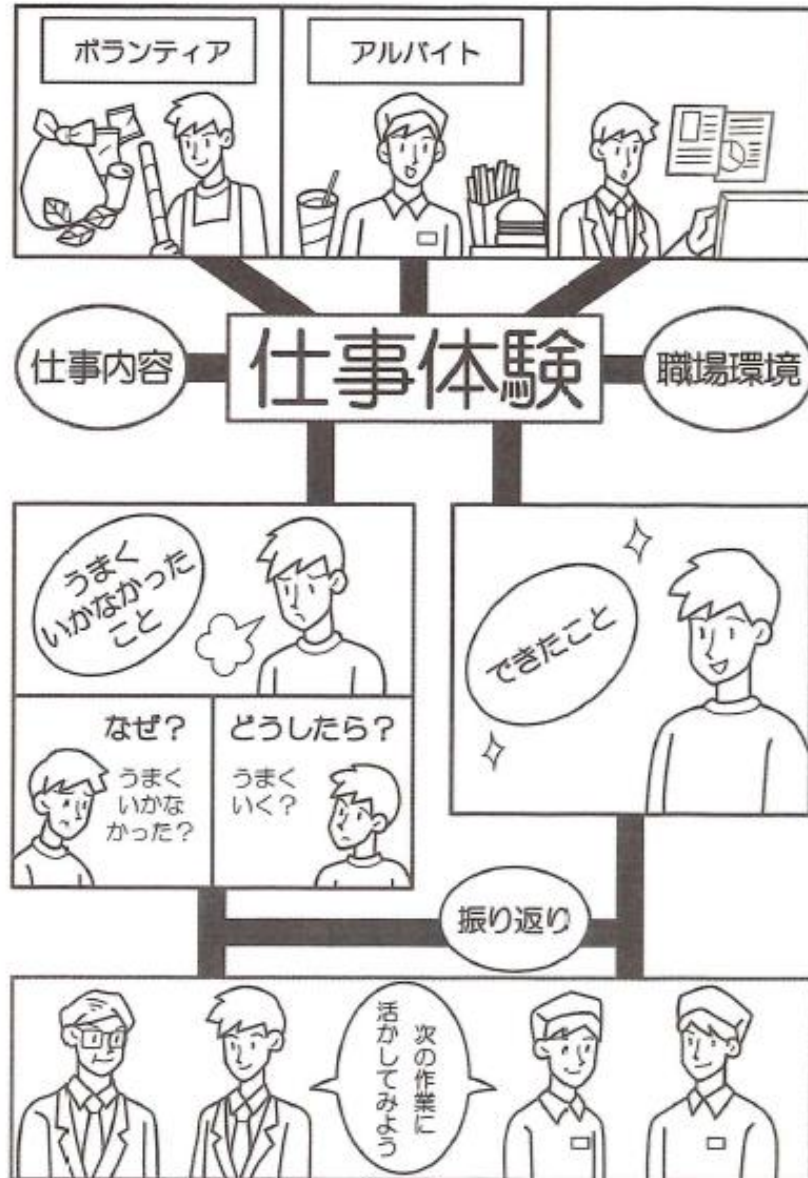 ボランティア
アルバイト
仕事内容
仕事体験
職場環境
うまく
いかなかった
こと
できたこと
なぜ？
うまく
いかな
かった？
どうしたら？
うまく
いく？
振り返り
次の作業に
活かしてみよう